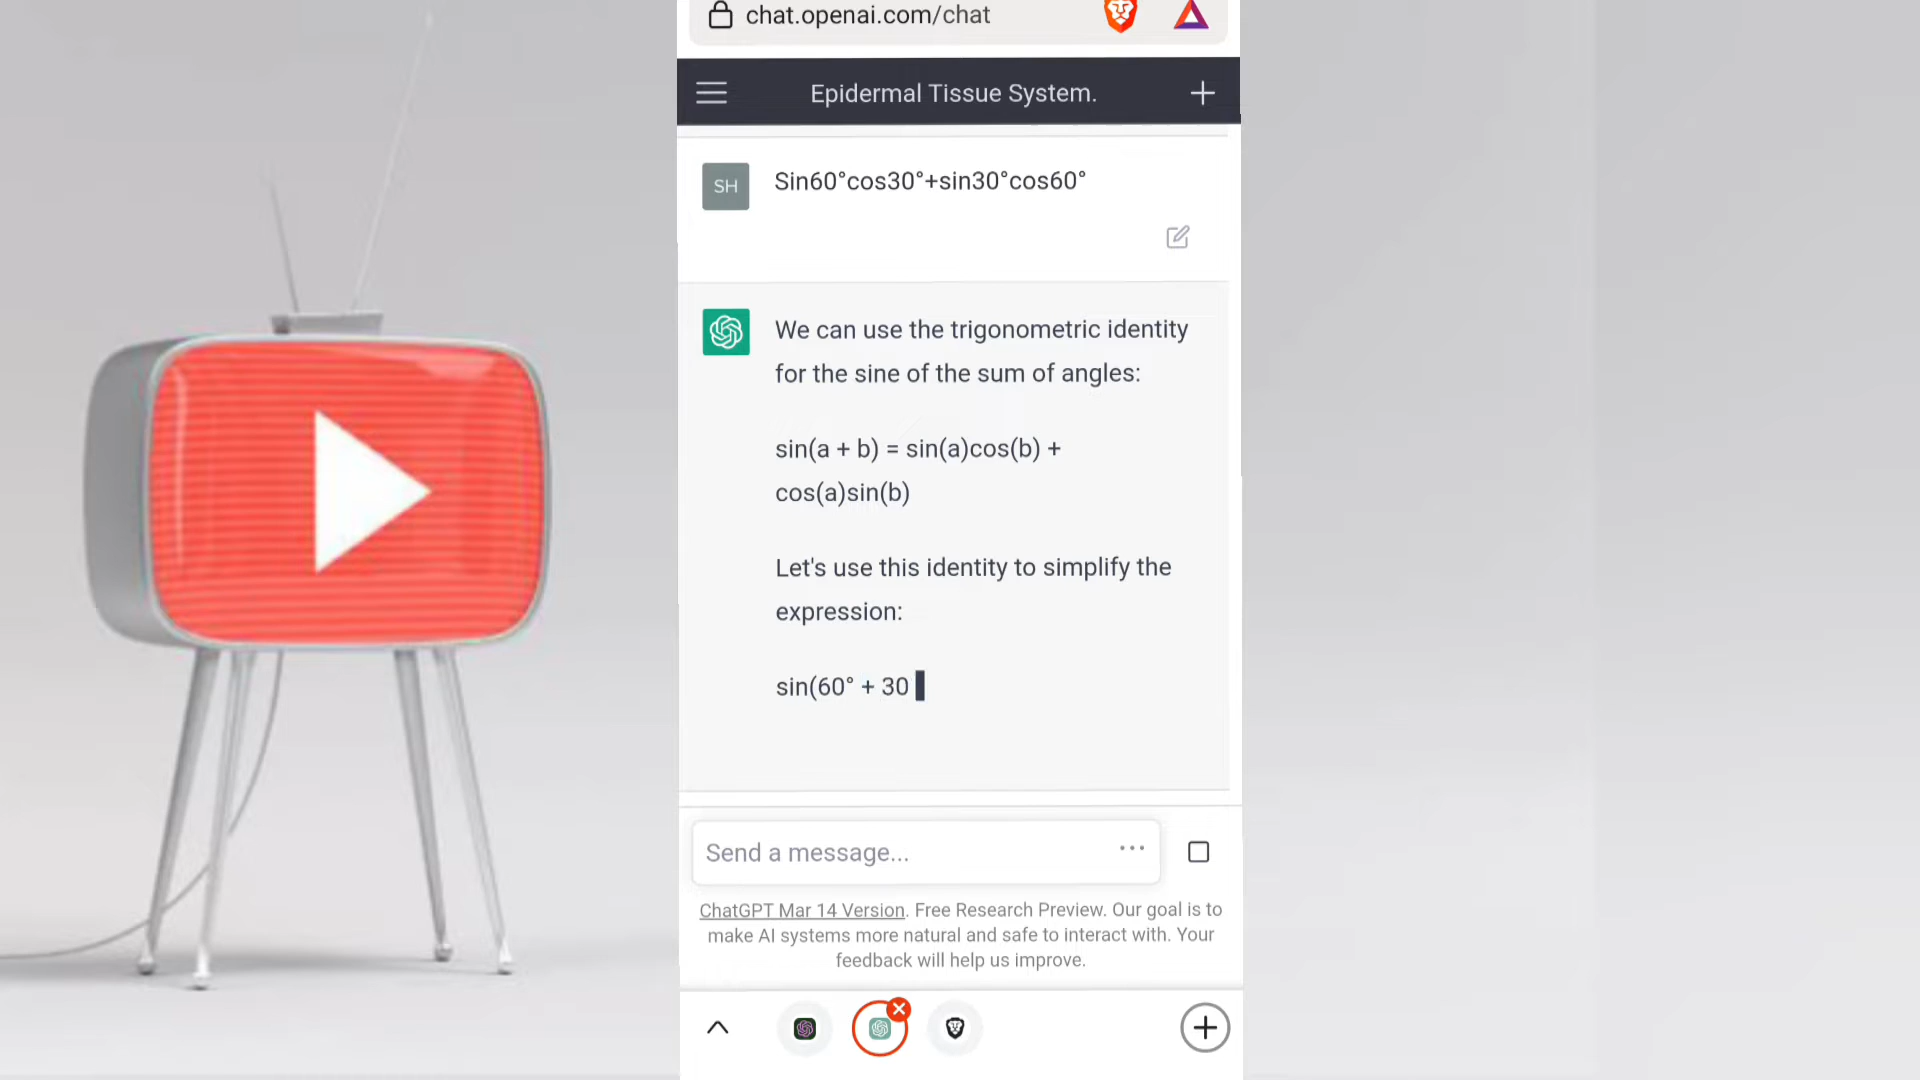 chat.openai.com/chat
Epidermal Tissue System.
SH
Sin60°cos30°+sin30°cos60°
We can use the trigonometric identity
for the sine of the sum of angles:
sin(a + b) = sin(a)cos(b) +
cos(a)sin(b)
Let's use this identity to simplify the
expression:
sin(60° + 30
Send a message...
ChatGPT Mar 14 Version. Free Research Preview. Our goal is to
make AI systems more natural and safe to interact with. Your
feedback will help us improve.